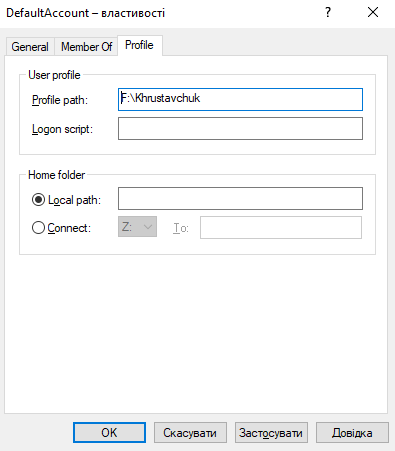 DefaultAccount – властивості
?
General Member Of Profile
User profile
Profile path: F:\Khrustavchuk
Logon script:
Home folder
Local path:
Connect: Z: To:
OK Скасувати Застосувати Довідка